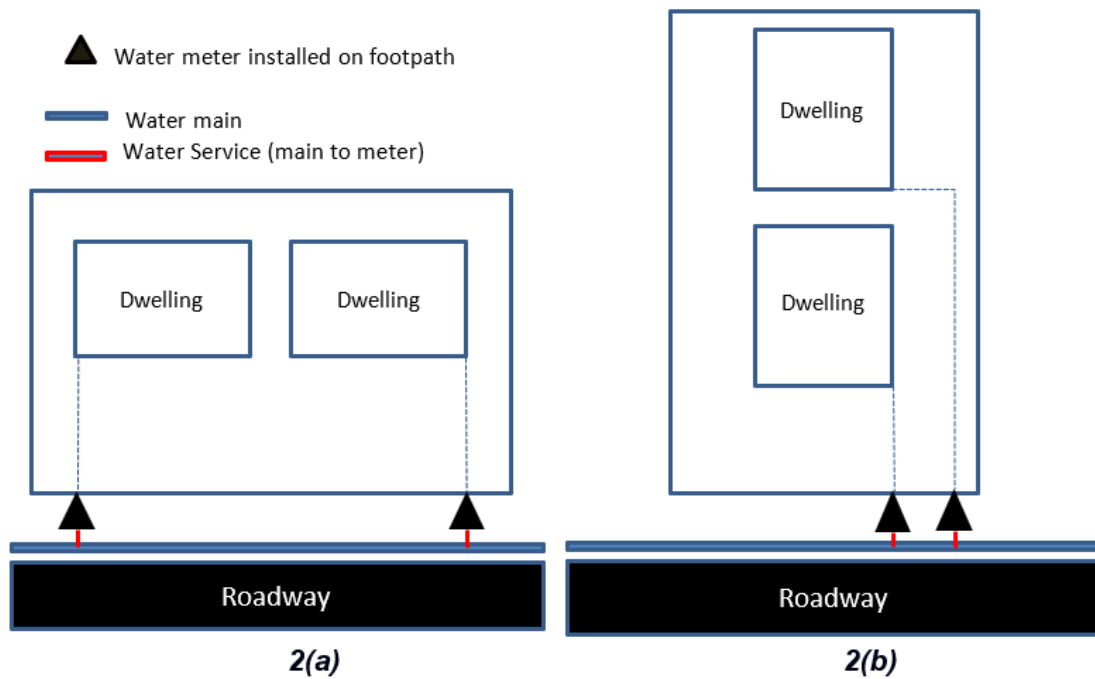 Water meter installed on footpath
Water main
Water Service (main to meter)
Dwelling
Dwelling
Roadway
2(a)
Dwelling
Dwelling
Roadway
2(b)